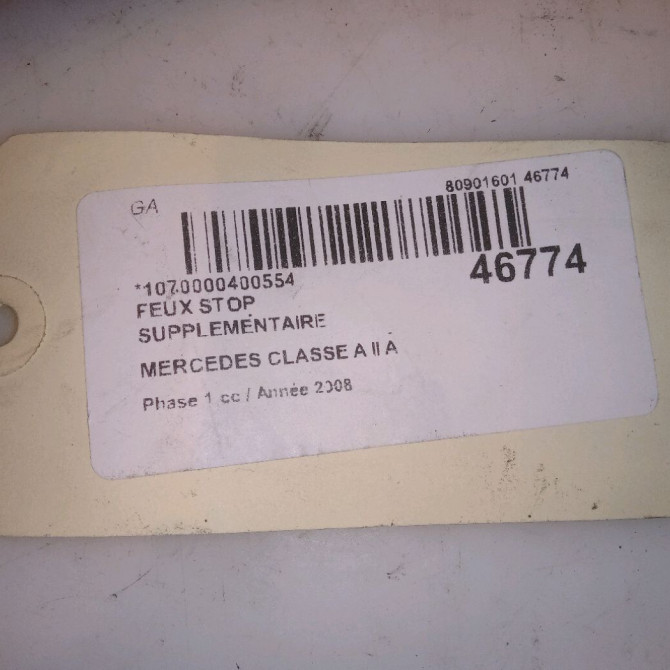 GA
80901601 46774
*1070000400554
46774
FEUX STOP
SUPPLEMENTAIRE
MERCEDES CLASSE A II A
Phase 1 cc / Année 2008